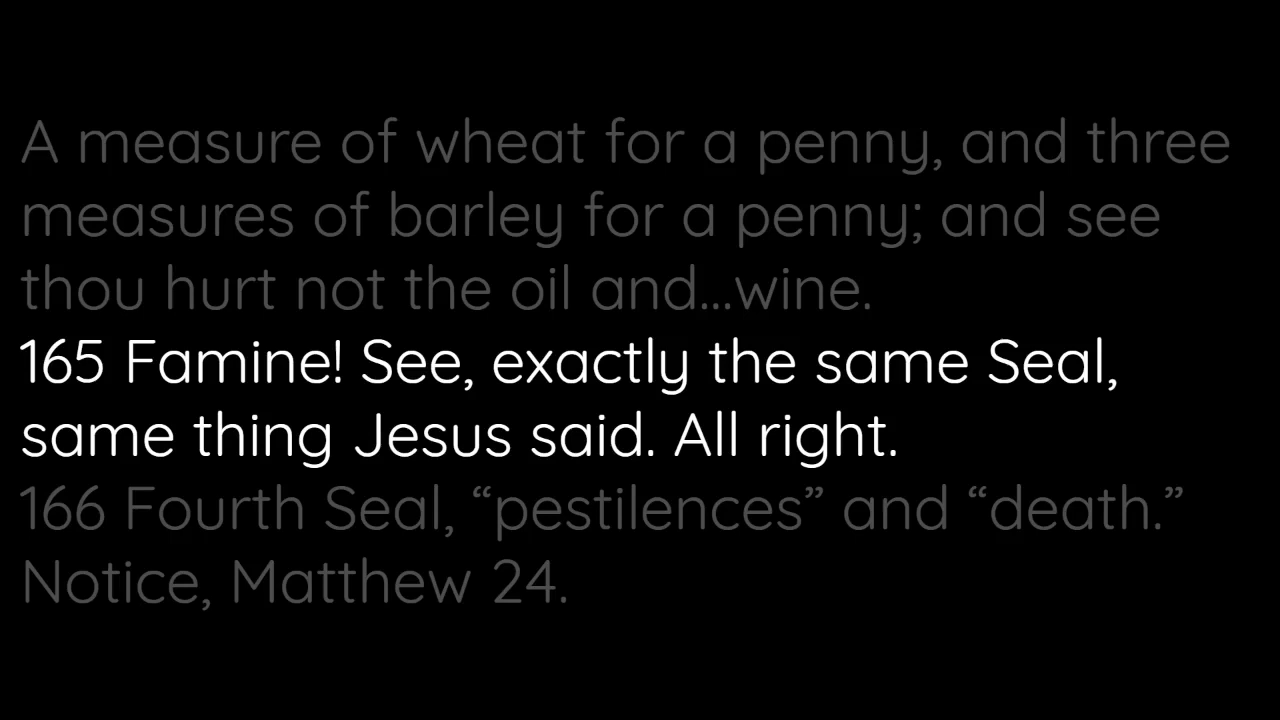 A measure of wheat for a penny, and three
measures of barley for a penny; and see
thou hurt not the oil and...wine.
165 Famine! See, exactly the same Seal,
same thing Jesus said. All right.
166 Fourth Seal, “pestilences” and “death.”
Notice, Matthew 24.